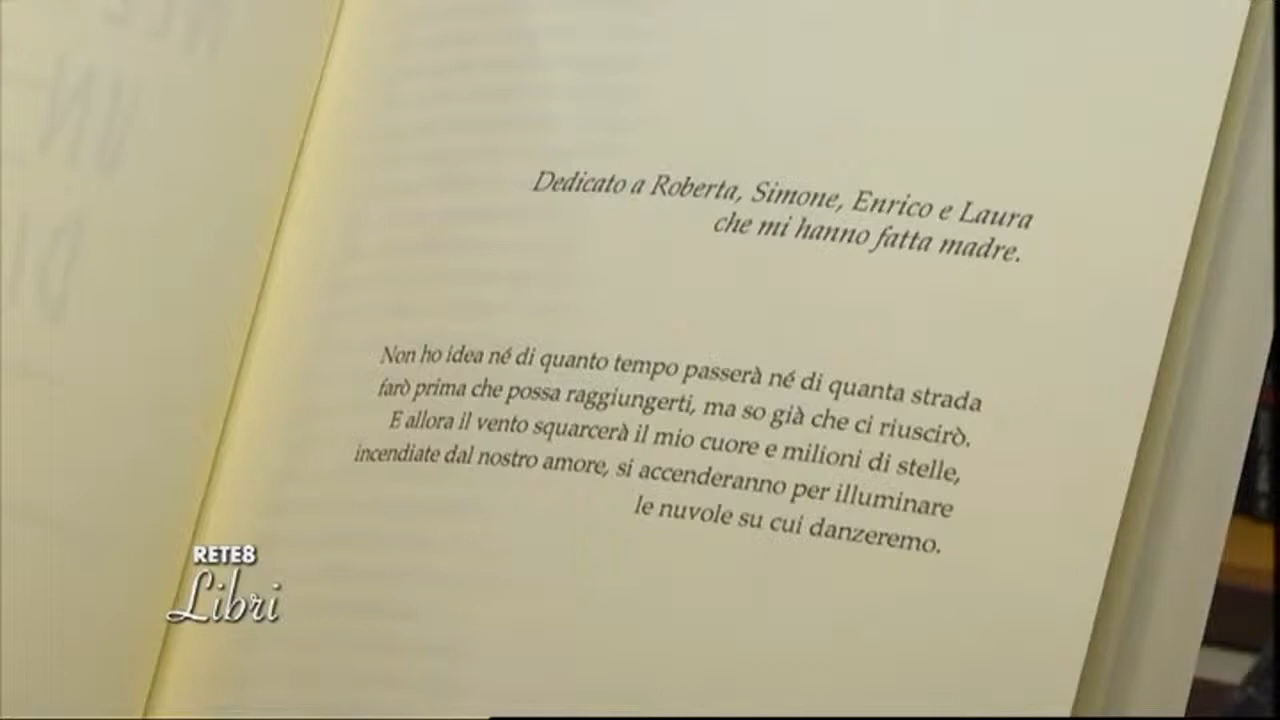 Dedicato a Roberta, Simone, Enrico e Laura
che mi hanno fatta madre.
Non ho idea né di quanto tempo passerà né di quanta strada
farò prima che possa raggiungerti, ma so già che ci riuscirò.
E allora il vento squarcerà il mio cuore e milioni di stelle,
incendiate dal nostro amore, si accenderanno per illuminare
le nuvole su cui danzeremo.
RETE8
Libri